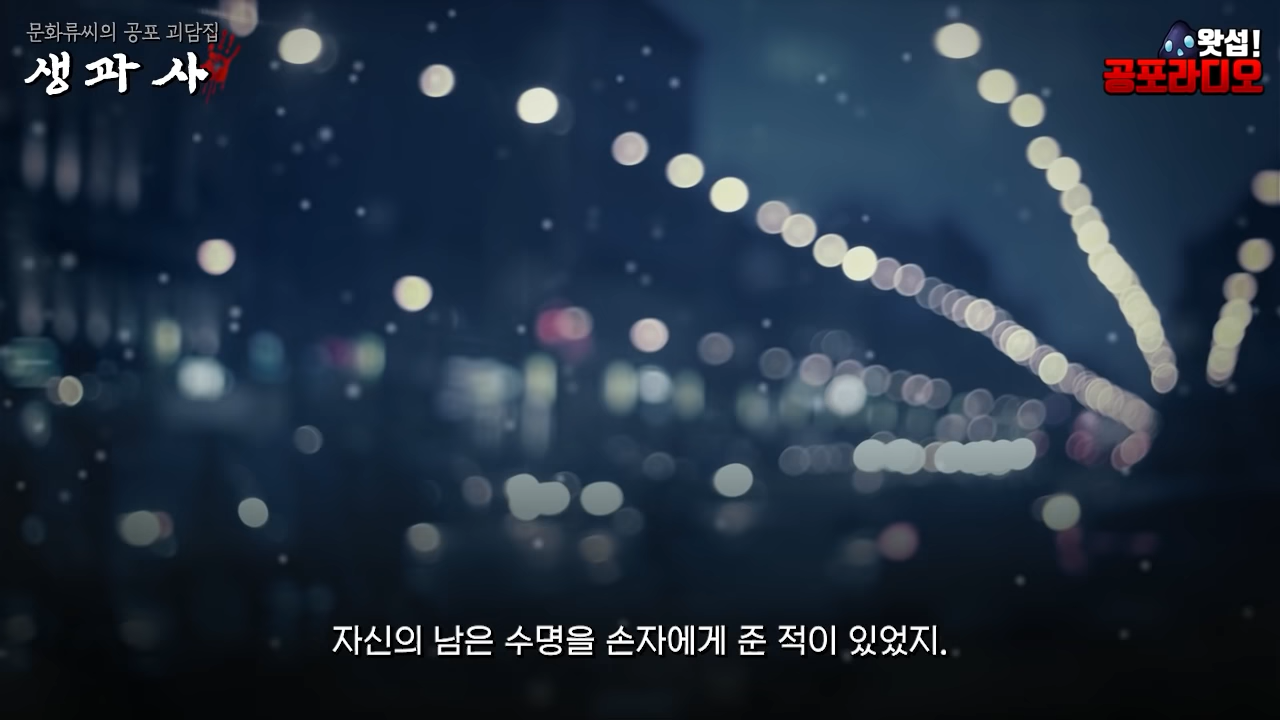 문화류씨의 공포 괴담집
생과 사
왓섭!
공포라디오
자신의 남은 수명을 손자에게 준 적이 있었지.